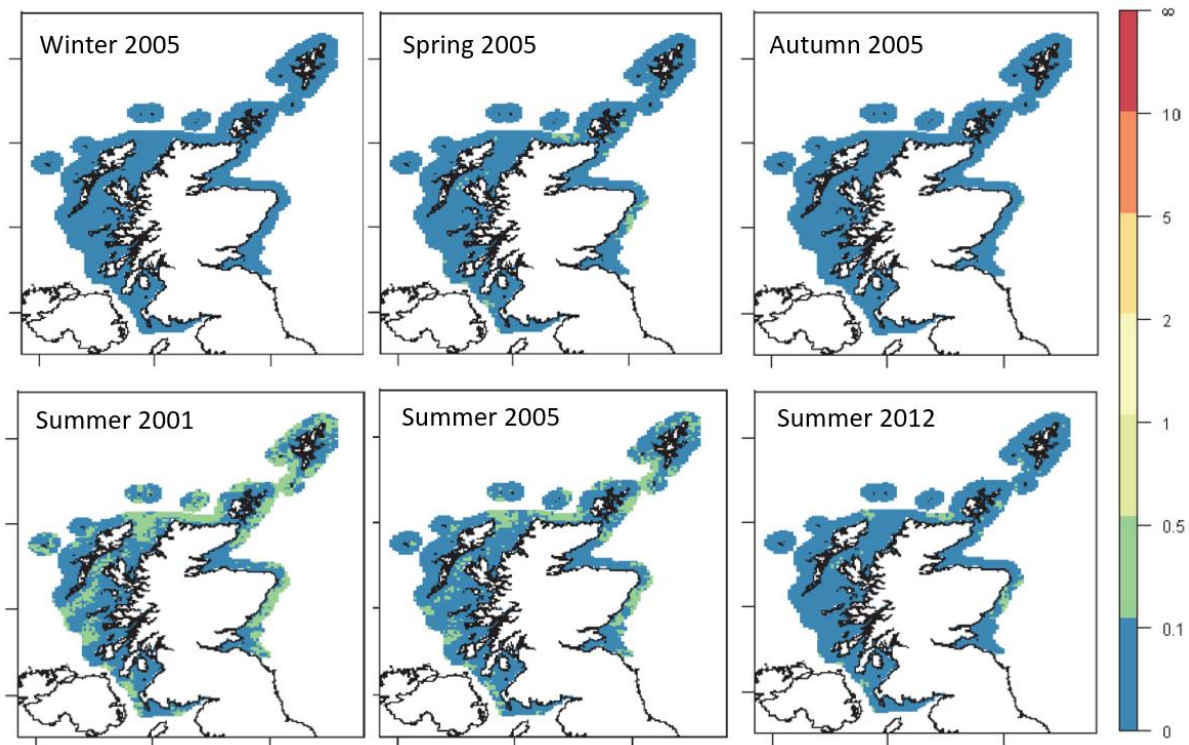 Winter 2005
Spring 2005
Autumn 2005
Summer 2001
Summer 2005
Summer 2012
∞
10
5
2
1
0.5
0.1
0